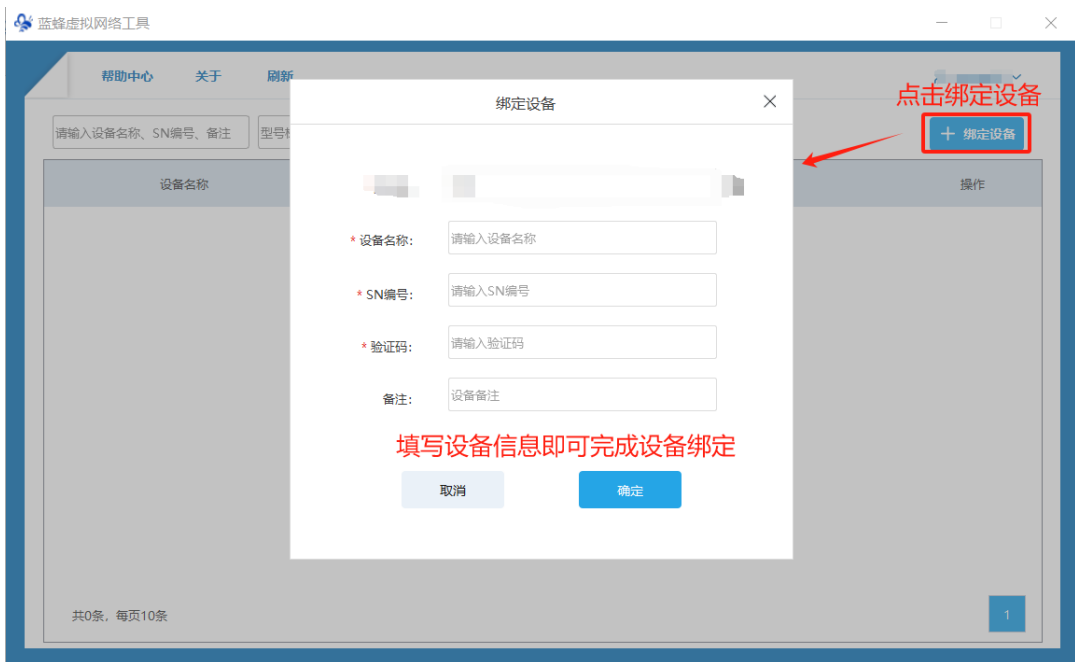 蓝蜂虚拟网络工具
帮助中心 关于 刷新
点击绑定设备
请输入设备名称、SN编号、备注 型号
+ 绑定设备
设备名称 操作
绑定设备
* 设备名称: 请输入设备名称
* SN编号: 请输入SN编号
* 验证码: 请输入验证码
备注: 设备备注
填写设备信息即可完成设备绑定
取消 确定
共0条, 每页10条 1